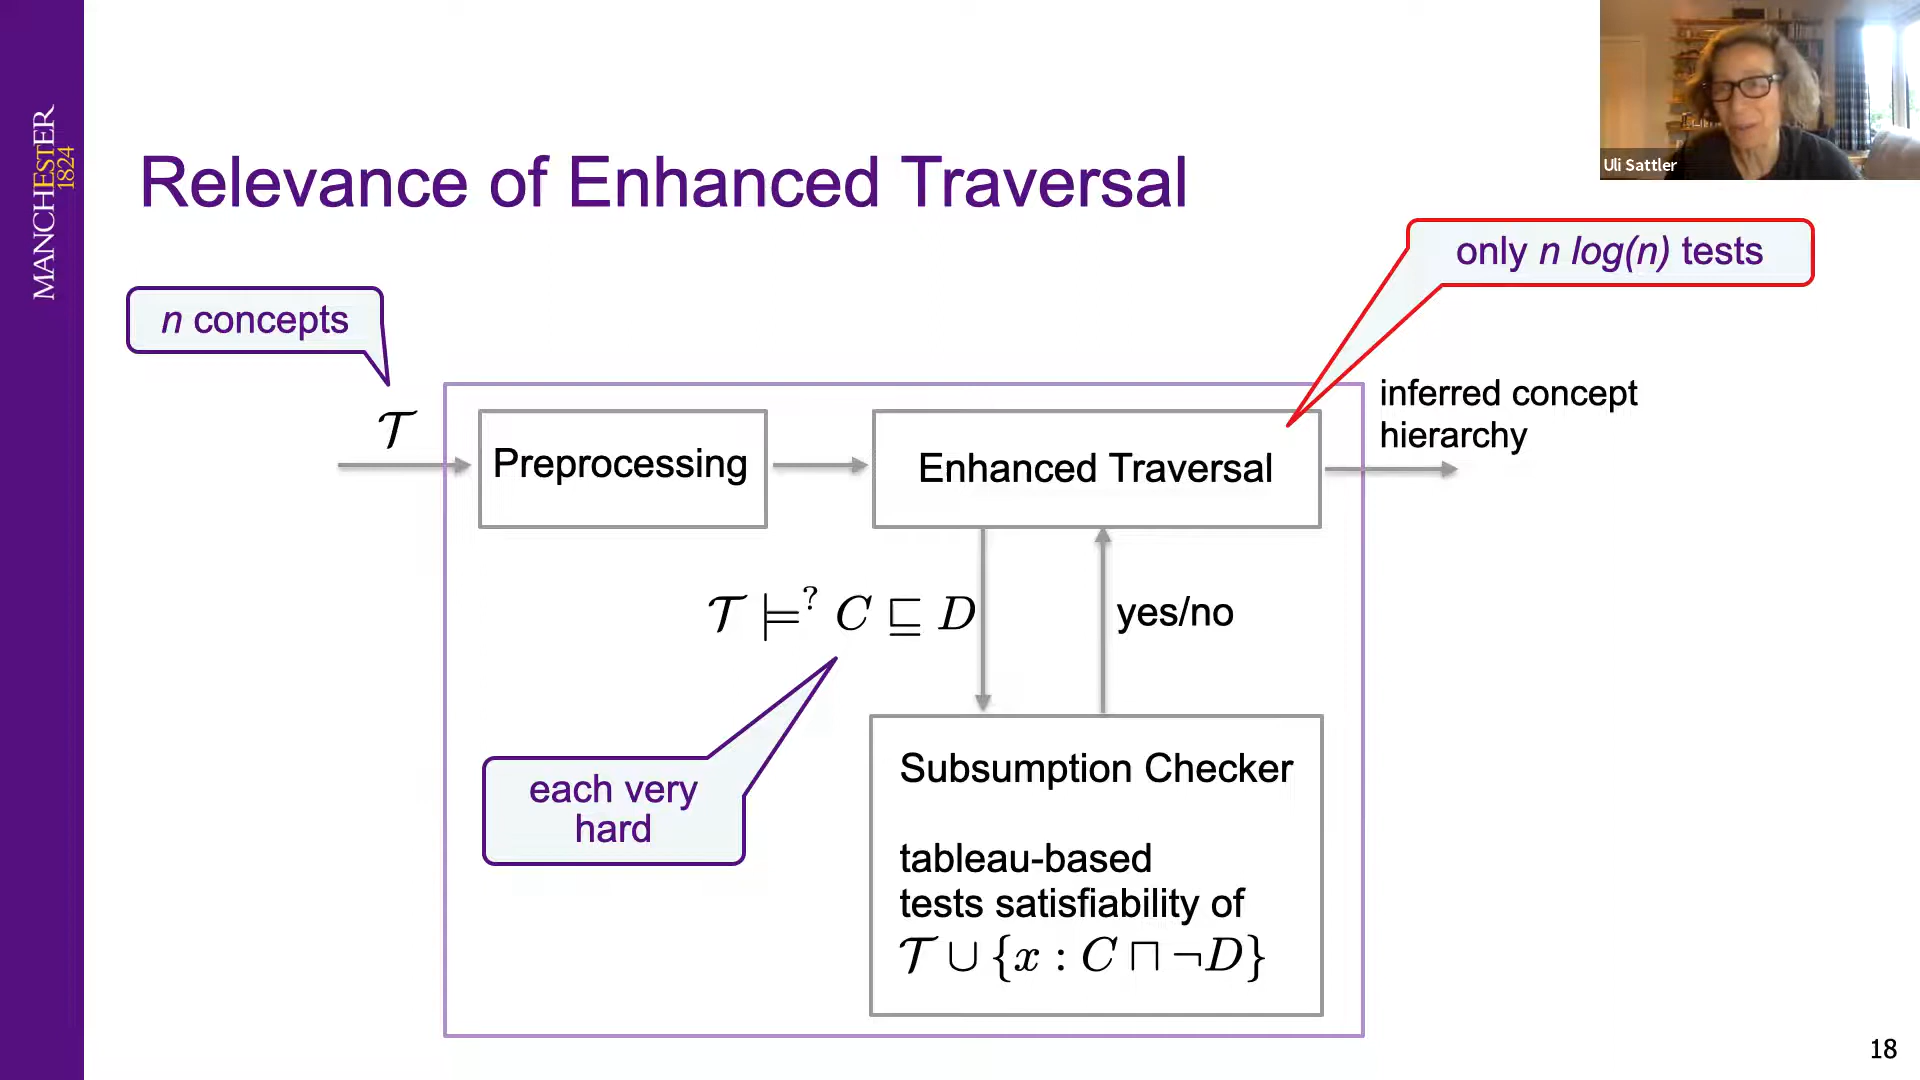 MANCHESTER
1824
Uli Sattler
Relevance of Enhanced Traversal
only n log(n) tests
n concepts
𝒯
Preprocessing
Enhanced Traversal
inferred concept
hierarchy
𝒯 ⊨? C ⊑ D
yes/no
each very
hard
Subsumption Checker
tableau-based
tests satisfiability of
𝒯 ∪ {x : C ⊓ ¬D}
18